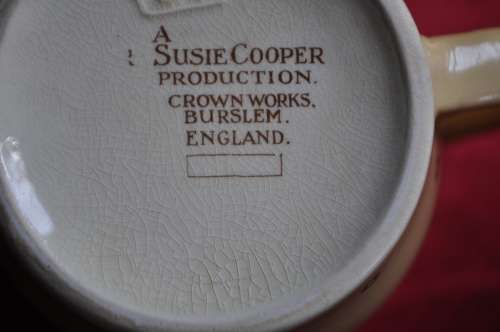 A
SUSIE COOPER
PRODUCTION.
CROWN WORKS,
BURSLEM.
ENGLAND.